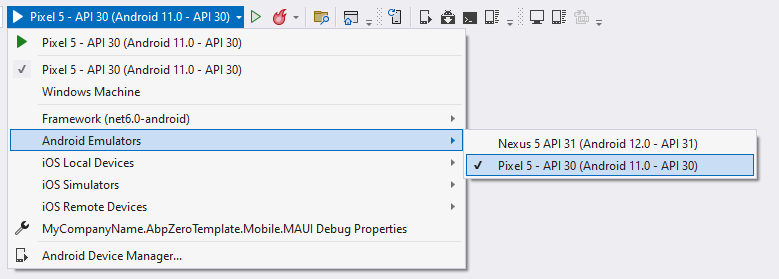 Pixel 5 - API 30 (Android 11.0 - API 30)
Pixel 5 - API 30 (Android 11.0 - API 30)
Pixel 5 - API 30 (Android 11.0 - API 30)
Windows Machine
Framework (net6.0-android)
Android Emulators
Nexus 5 API 31 (Android 12.0 - API 31)
iOS Local Devices
Pixel 5 - API 30 (Android 11.0 - API 30)
iOS Simulators
iOS Remote Devices
MyCompanyName.AbpZeroTemplate.Mobile.MAUI Debug Properties
Android Device Manager...